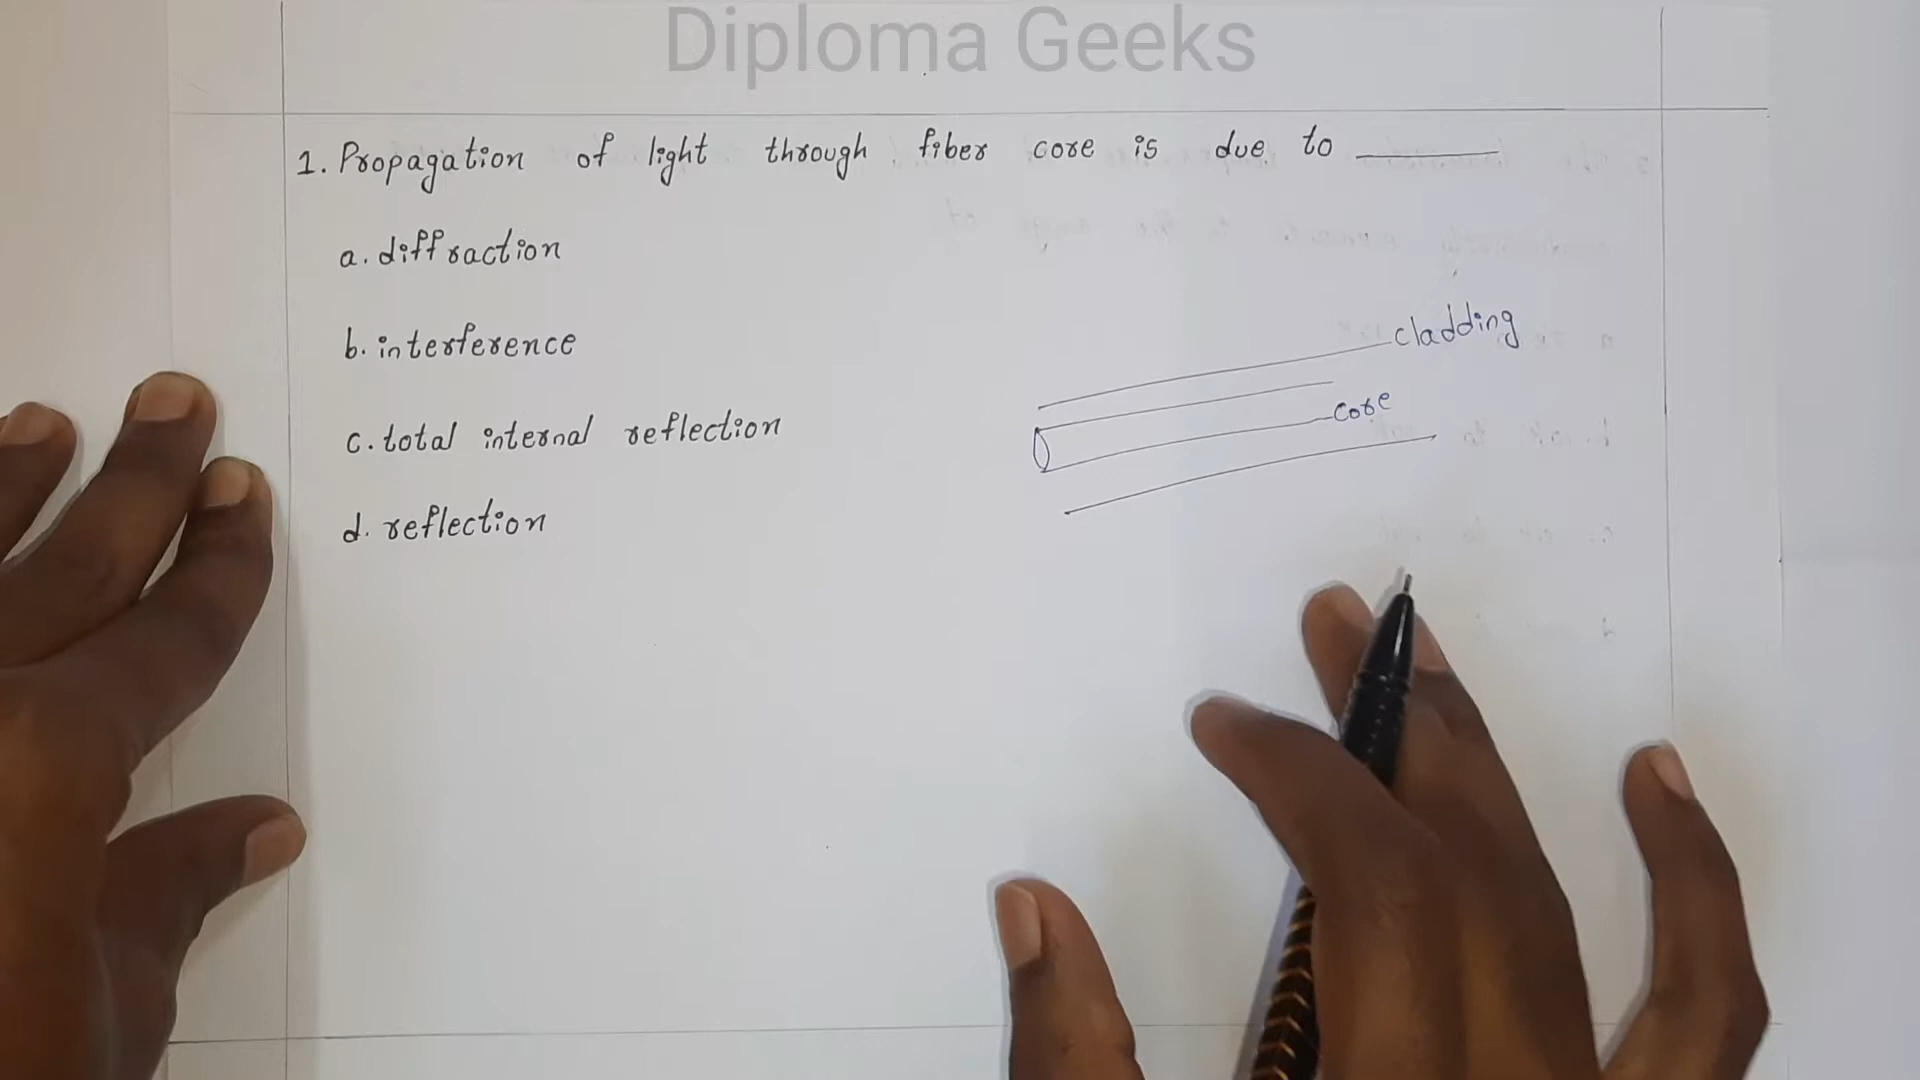 Diploma Geeks
1. Propagation of light through fiber core is due to ________
a. diffraction
b. interference
cladding
core
c. total internal reflection
d. reflection